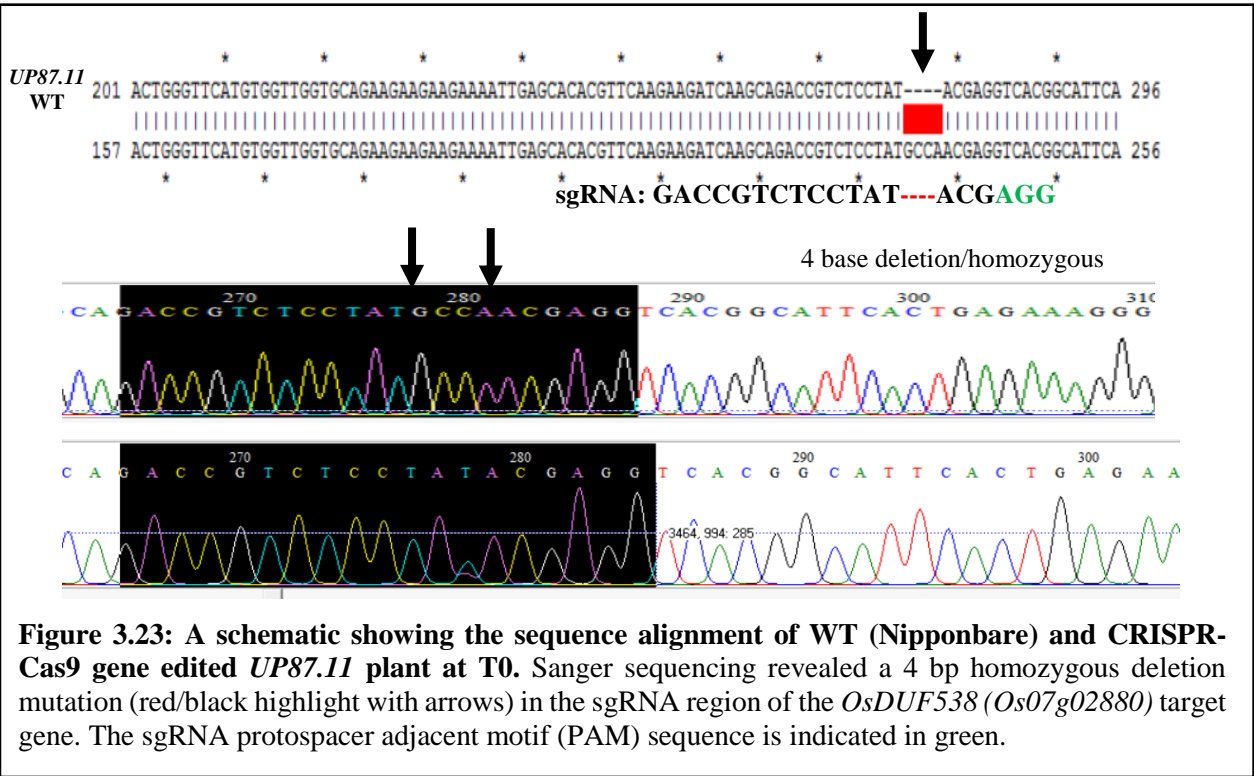 * * * * * * * * *
UP87.11
WT
201 ACTGGGTTCATGTGGTTGGTGCAGAAGAAGAAGAAAATTGAGCACACGTTCAAGAAGATCAAGCAGACCGTCTCCTAT----ACGAGGTCACGGCATTCA 296
157 ACTGGGTTCATGTGGTTGGTGCAGAAGAAGAAGAAAATTGAGCACACGTTCAAGAAGATCAAGCAGACCGTCTCCTATGCCAACGAGGTCACGGCATTCA 256
* * * * * * * * * *
sgRNA: GACCGTCTCCTAT----ACGAGG
4 base deletion/homozygous
270 280 290 300 310
C A G A C C G T C T C C T A T G C C A A C G A G G T C A C G G C A T T C A C T G A G A A A G G G
270 280 290 300
C A G A C C G T C T C C T A T A C G A G G T C A C G G C A T T C A C T G A G A A
3464, 994: 285
Figure 3.23: A schematic showing the sequence alignment of WT (Nipponbare) and CRISPR-
Cas9 gene edited UP87.11 plant at T0. Sanger sequencing revealed a 4 bp homozygous deletion
mutation (red/black highlight with arrows) in the sgRNA region of the OsDUF538 (Os07g02880) target
gene. The sgRNA protospacer adjacent motif (PAM) sequence is indicated in green.